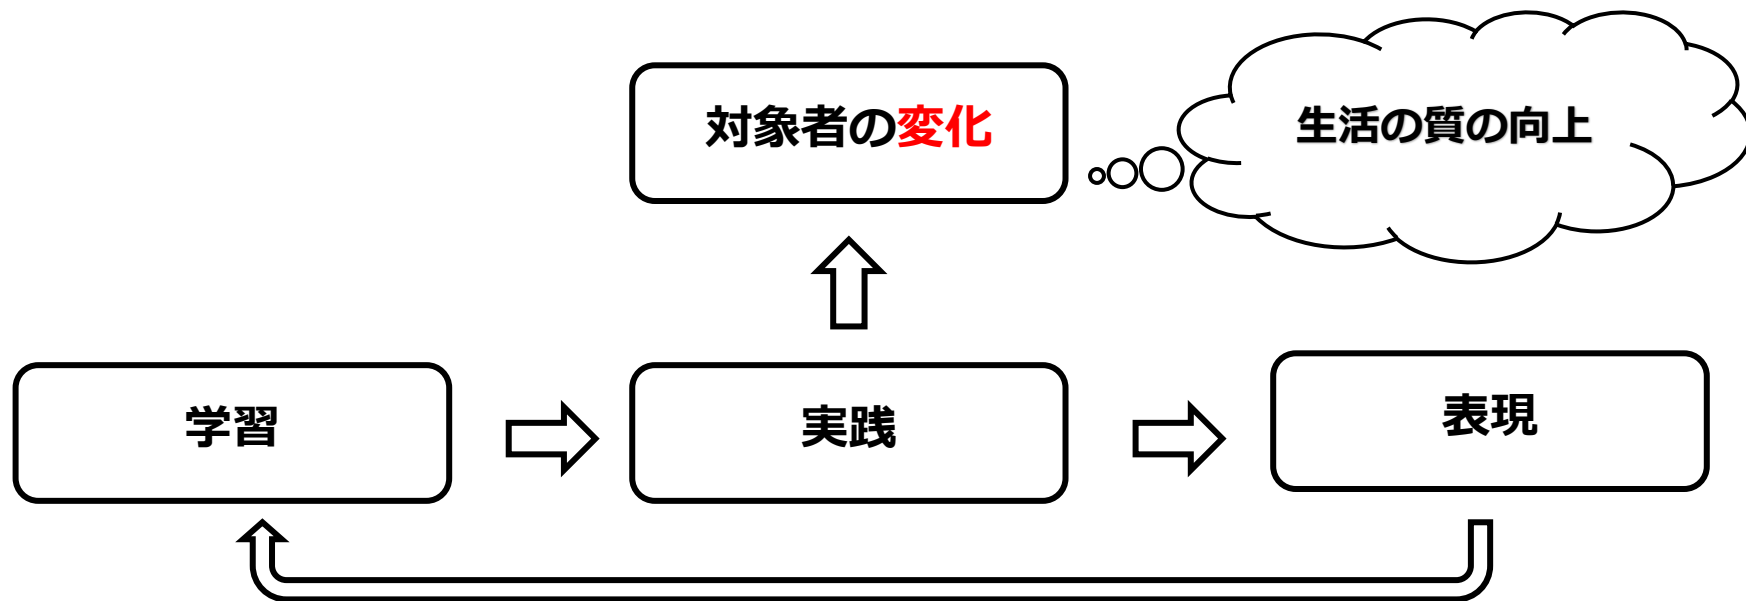 対象者の変化
生活の質の向上
学習
実践
表現